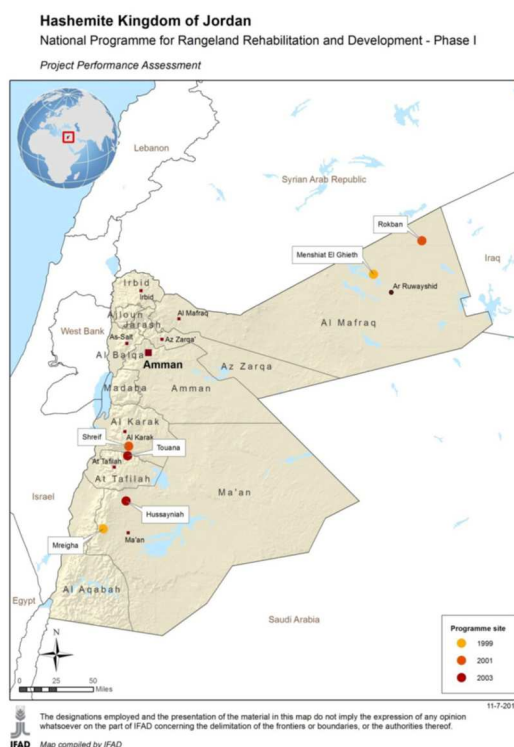 Hashemite Kingdom of Jordan
National Programme for Rangeland Rehabilitation and Development - Phase I
Project Performance Assessment
Lebanon
Syrian Arab Republic
Rokban
Iraq
Menshiat El Ghieth
Ar Ruwayshid
Irbid
Irbid
Ajloun
Jarash
Al Mafraq
Al Mafraq
West Bank
As-Salt
Az Zarqa'
Al Balqa
Amman
Az Zarqa
Madaba
Amman
Al Karak
Shreif
Al Karak
Touana
At Tafilah
At Tafilah
Ma'an
Israel
Hussayniah
Mreigha
Ma'an
Al Aqabah
Egypt
Saudi Arabia
N
0 25 50
Miles
Programme site
1999
2001
2003
The designations employed and the presentation of the material in this map do not imply the expression of any opinion
whatsoever on the part of IFAD concerning the delimitation of the frontiers or boundaries, or the authorities thereof.
IFAD Map compiled by IFAD